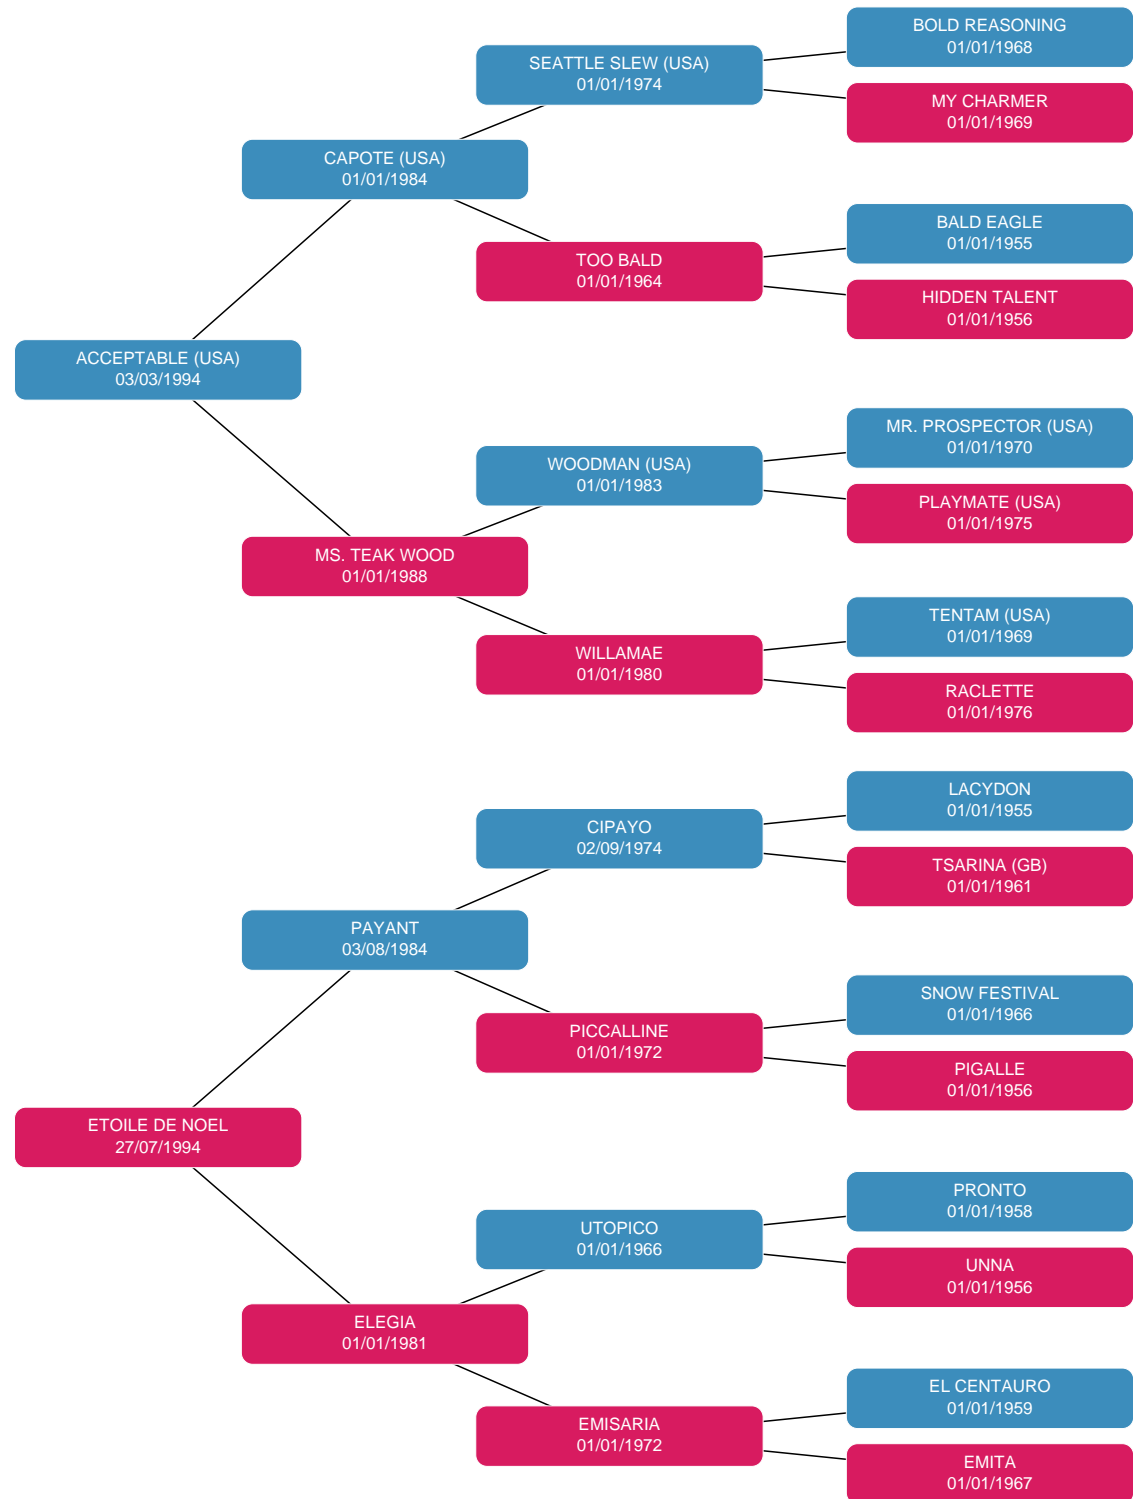 BOLD REASONING
01/01/1968
SEATTLE SLEW (USA)
01/01/1974
MY CHARMER
01/01/1969
CAPOTE (USA)
01/01/1984
BALD EAGLE
01/01/1955
TOO BALD
01/01/1964
HIDDEN TALENT
01/01/1956
ACCEPTABLE (USA)
03/03/1994
MR. PROSPECTOR (USA)
01/01/1970
WOODMAN (USA)
01/01/1983
PLAYMATE (USA)
01/01/1975
MS. TEAK WOOD
01/01/1988
TENTAM (USA)
01/01/1969
WILLAMAE
01/01/1980
RACLETTE
01/01/1976
LACYDON
01/01/1955
CIPAYO
02/09/1974
TSARINA (GB)
01/01/1961
PAYANT
03/08/1984
SNOW FESTIVAL
01/01/1966
PICCALLINE
01/01/1972
PIGALLE
01/01/1956
ETOILE DE NOEL
27/07/1994
PRONTO
01/01/1958
UTOPICO
01/01/1966
UNNA
01/01/1956
ELEGIA
01/01/1981
EL CENTAURO
01/01/1959
EMISARIA
01/01/1972
EMITA
01/01/1967